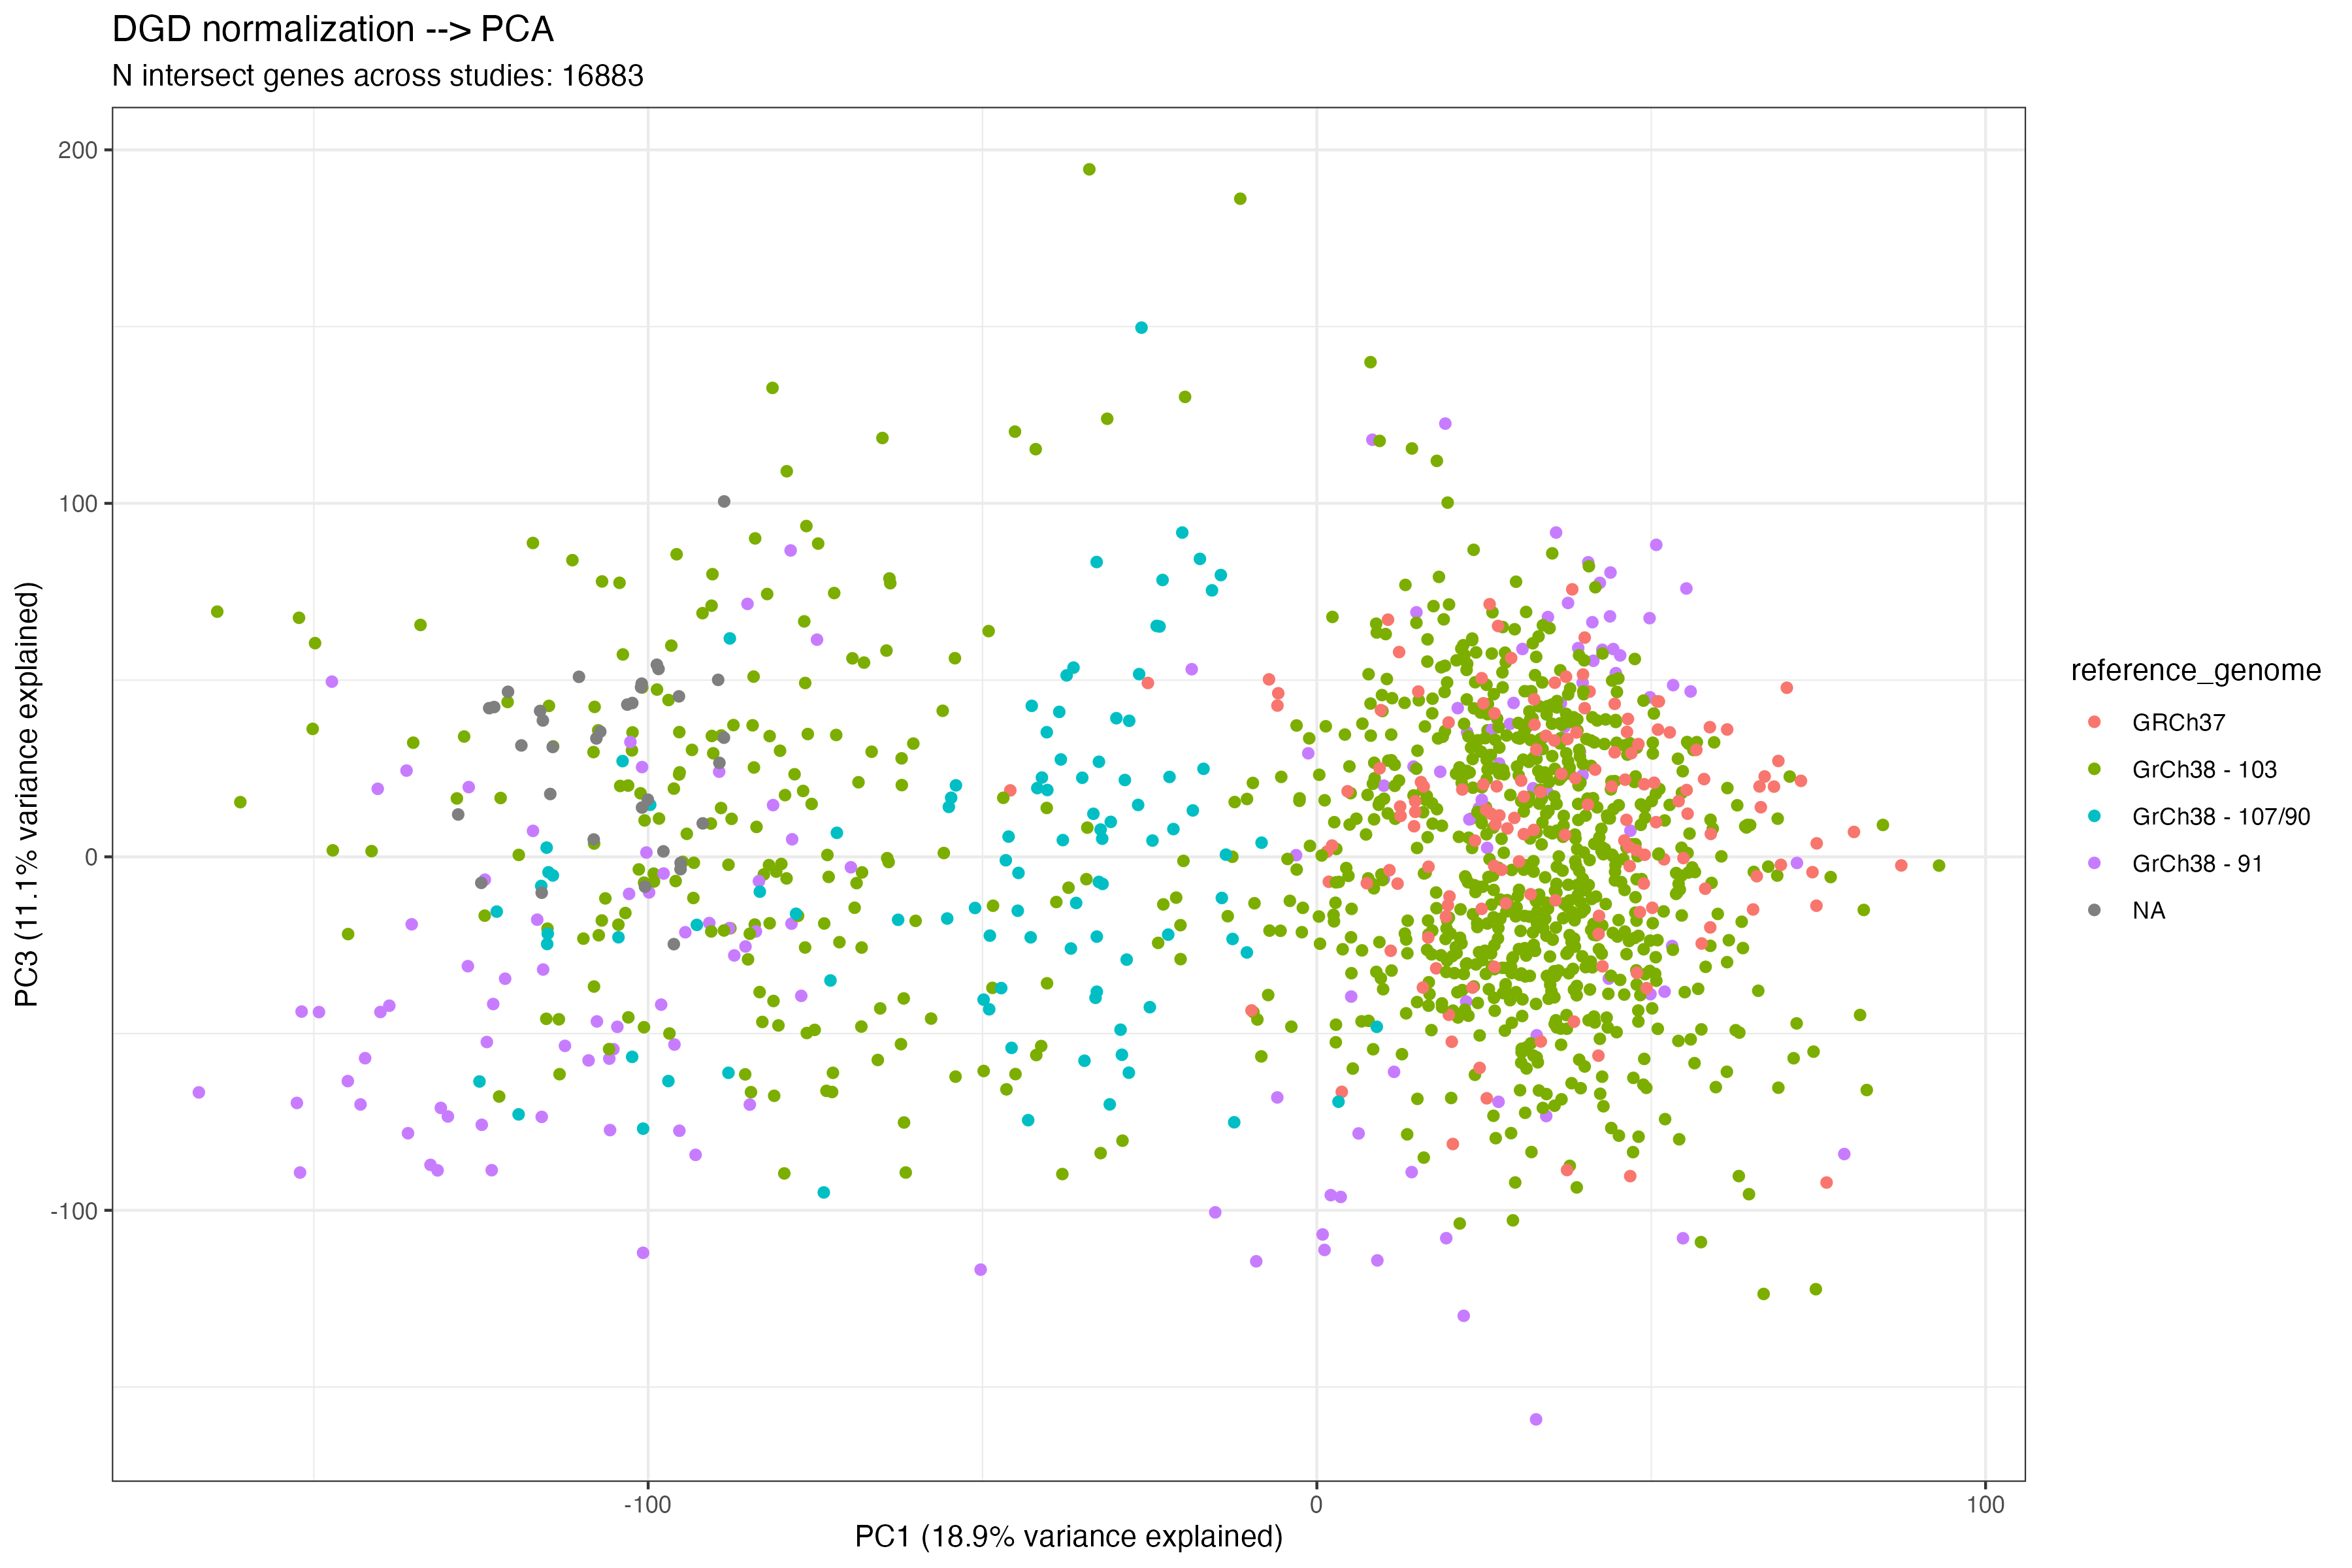 DGD normalization --> PCA
N intersect genes across studies: 16883
200
100
0
-100
PC3 (11.1% variance explained)
-100
0
100
PC1 (18.9% variance explained)
reference_genome
GRCh37
GrCh38 - 103
GrCh38 - 107/90
GrCh38 - 91
NA